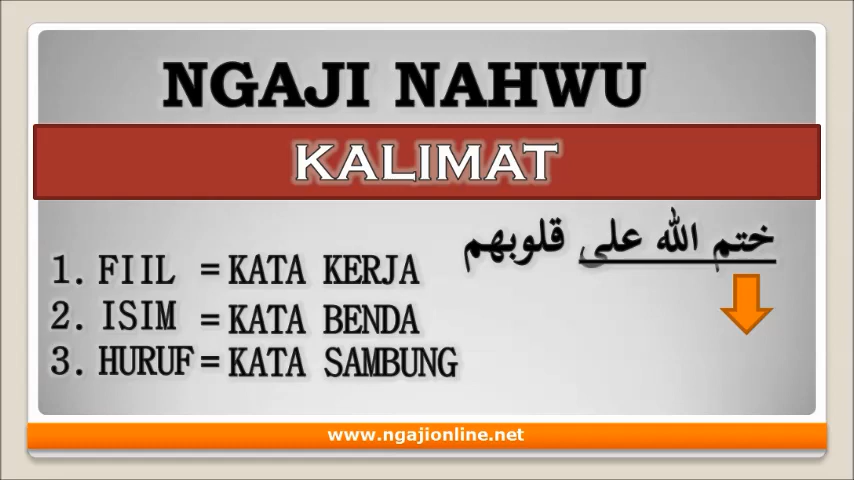 NGAJI NAHWU
KALIMAT
ختم الله على قلوبهم
1. FIIL = KATA KERJA
2. ISIM = KATA BENDA
3. HURUF = KATA SAMBUNG
www.ngajionline.net